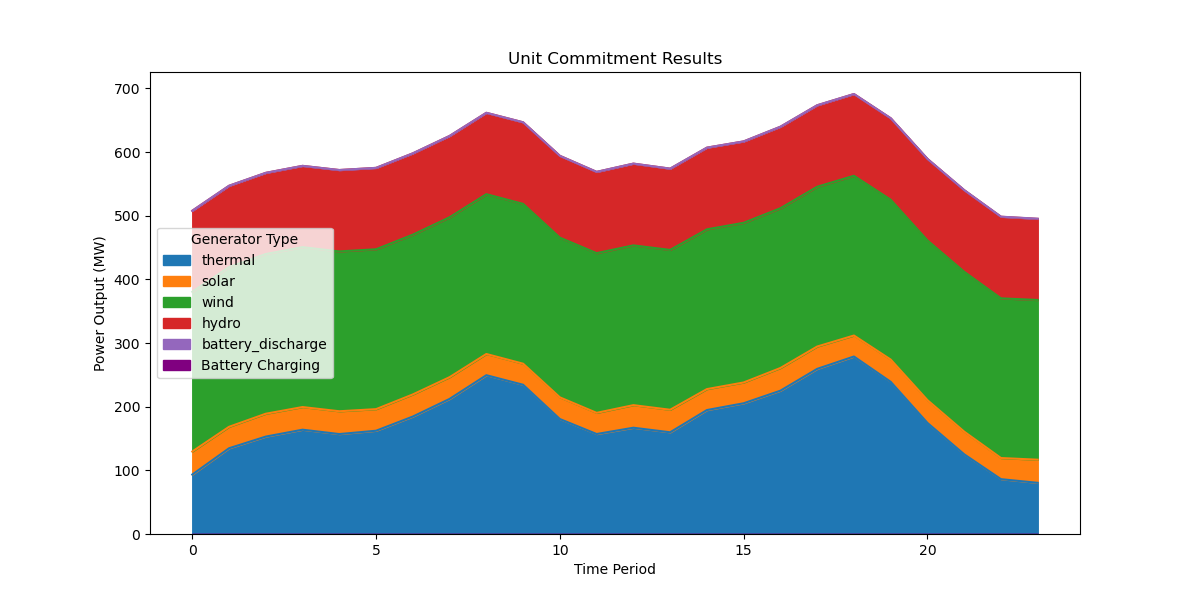 Unit Commitment Results
700
600
500
400
300
200
100
0
Power Output (MW)
Generator Type
thermal
solar
wind
hydro
battery_discharge
Battery Charging
0 5 10 15 20
Time Period